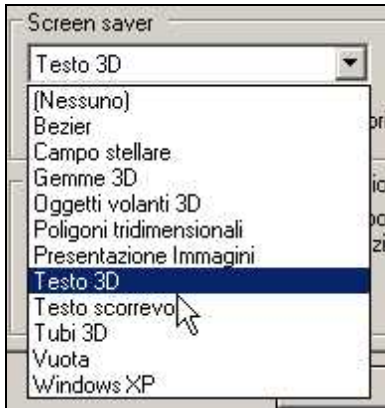 Screen saver
Testo 3D
(Nessuno)
Bezier
Campo stellare
Gemme 3D
Oggetti volanti 3D
Poligoni tridimensionali
Presentazione Immagini
Testo 3D
Testo scorrevo
Tubi 3D
Vuota
Windows XP